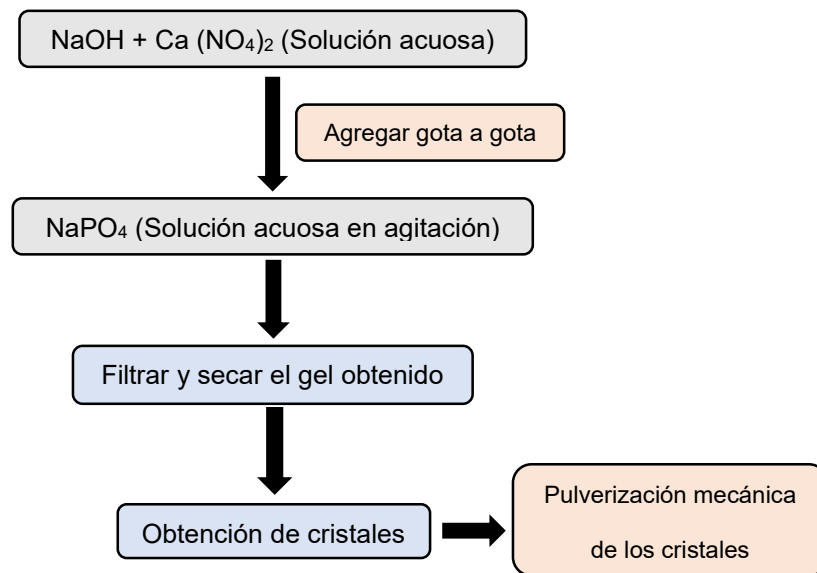 NaOH + Ca (NO₄)₂ (Solución acuosa)
Agregar gota a gota
NaPO₄ (Solución acuosa en agitación)
Filtrar y secar el gel obtenido
Obtención de cristales
Pulverización mecánica
de los cristales